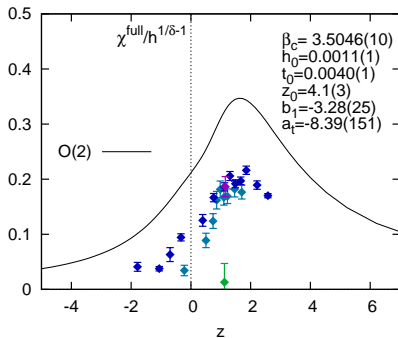 χ^full/h^1/δ-1
β_c = 3.5046(10)
h_0=0.0011(1)
t_0=0.0040(1)
z_0=4.1(3)
b_1=-3.28(25)
a_t=-8.39(151)
O(2)
0.5
0.4
0.3
0.2
0.1
0
-4
-2
0
2
4
6
z